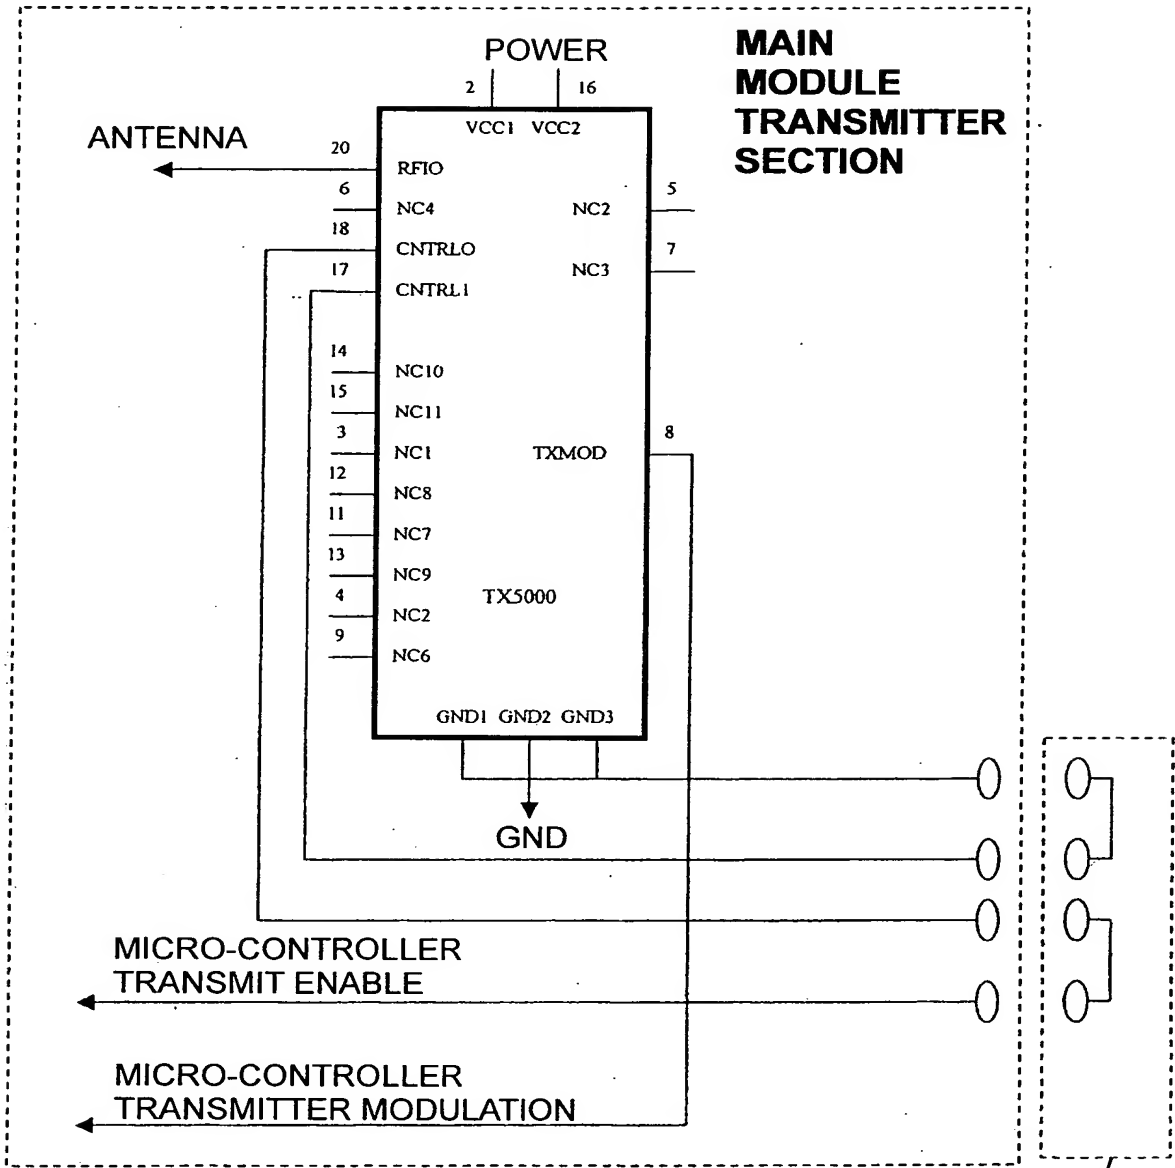 POWER
MAIN
MODULE
TRANSMITTER
SECTION
2
16
VCC1 VCC2
ANTENNA
20
RFIO
6
NC4
5
NC2
18
CNTRLO
7
NC3
17
CNTRL1
14
NC10
15
NC11
3
NC1
8
TXMOD
12
NC8
11
NC7
13
NC9
TX5000
4
NC2
9
NC6
GND1 GND2 GND3
GND
MICRO-CONTROLLER
TRANSMIT ENABLE
MICRO-CONTROLLER
TRANSMITTER MODULATION